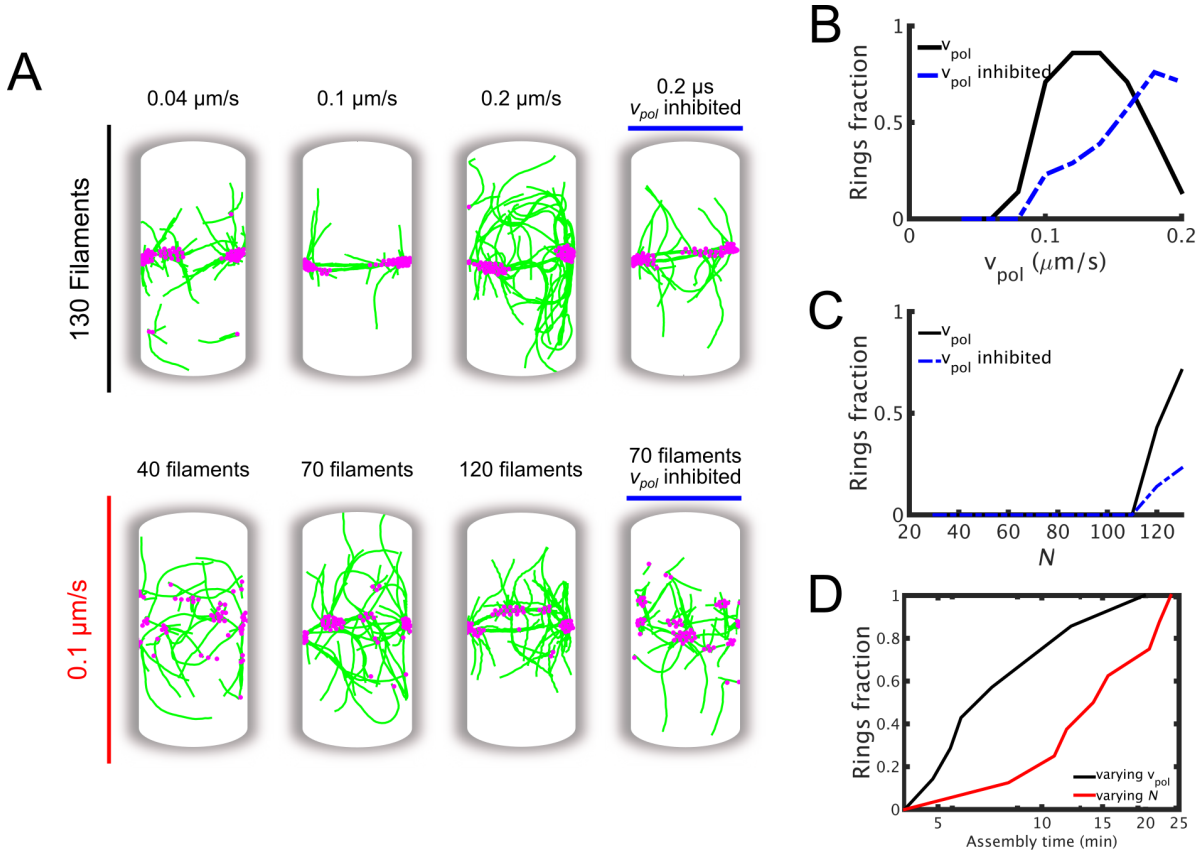 A
0.04 µm/s
0.1 µm/s
0.2 µm/s
0.2 µs
vpol inhibited
130 Filaments
40 filaments
70 filaments
120 filaments
70 filaments
vpol inhibited
0.1 µm/s
B
Rings fraction
1
0.5
0
vpol
vpol inhibited
0
0.1
0.2
vpol (µm/s)
C
Rings fraction
1
0.5
0
vpol
vpol inhibited
20
40
60
80
100
120
N
D
Rings fraction
1
0.8
0.6
0.4
0.2
0
varying vpol
varying N
5
10
15
20
25
Assembly time (min)